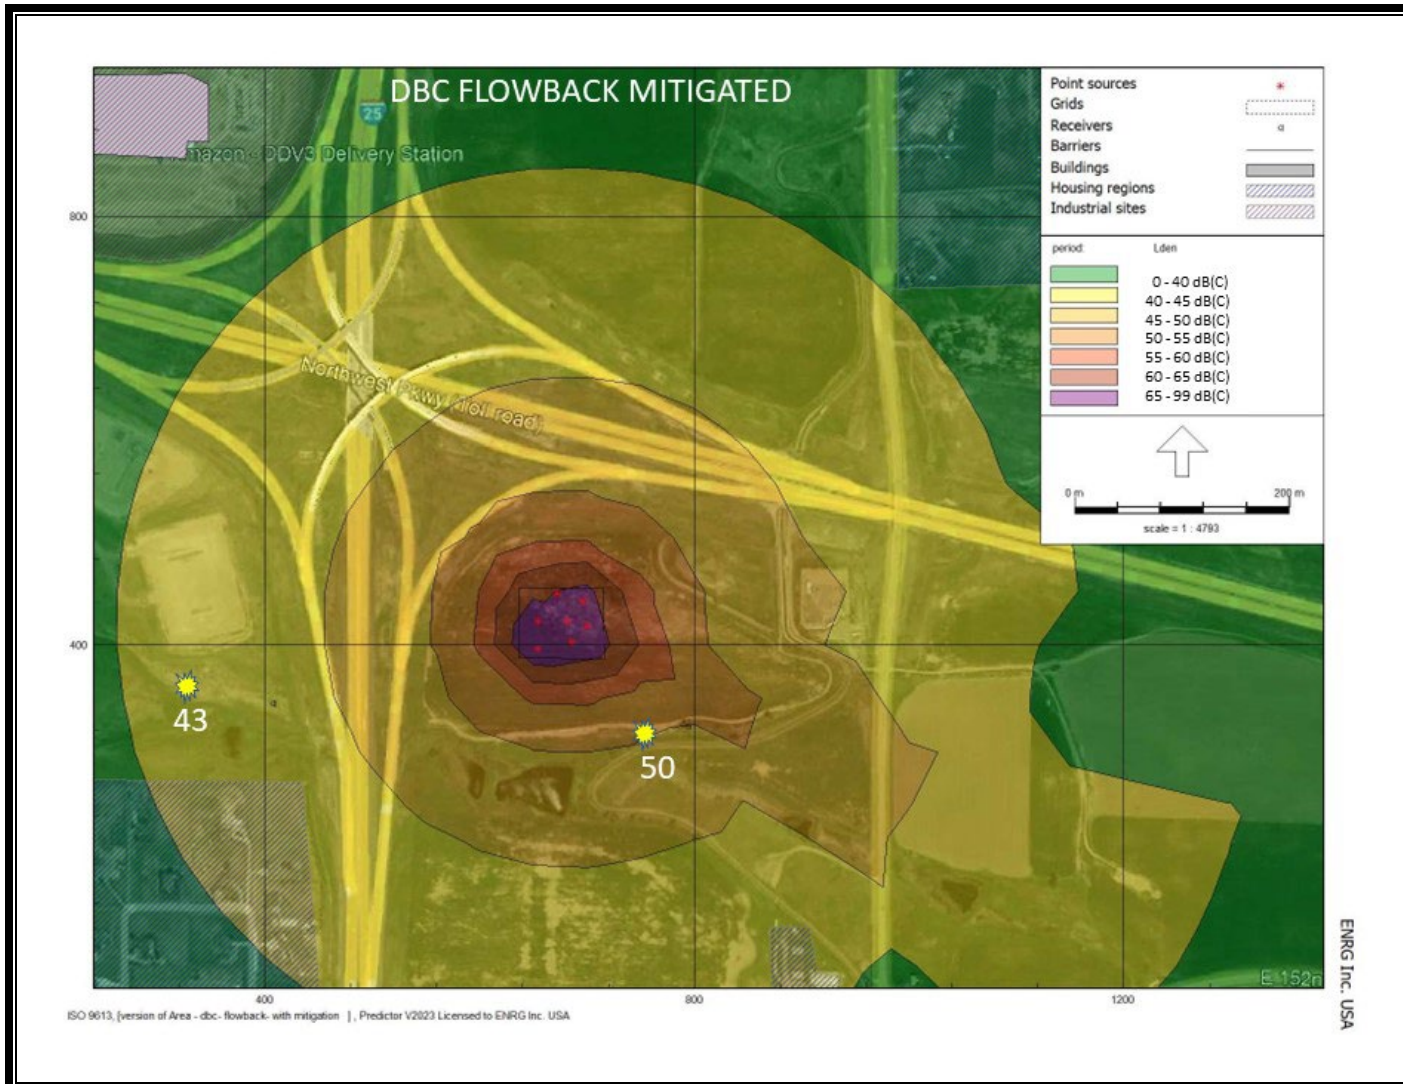 DBC FLOWBACK MITIGATED
25
Amazon - DDV3 Delivery Station
Northwest Pkwy (Toll road)
43
50
E 152n
800
400
400
800
1200
Point sources
Grids
Receivers
Barriers
Buildings
Housing regions
Industrial sites
period:
Lden
0 - 40 dB(C)
40 - 45 dB(C)
45 - 50 dB(C)
50 - 55 dB(C)
55 - 60 dB(C)
60 - 65 dB(C)
65 - 99 dB(C)
0 m
200 m
scale = 1 : 4793
ISO 9613, [version of Area - dbc- flowback- with mitigation ] , Predictor V2023 Licensed to ENRG Inc. USA
ENRG Inc. USA